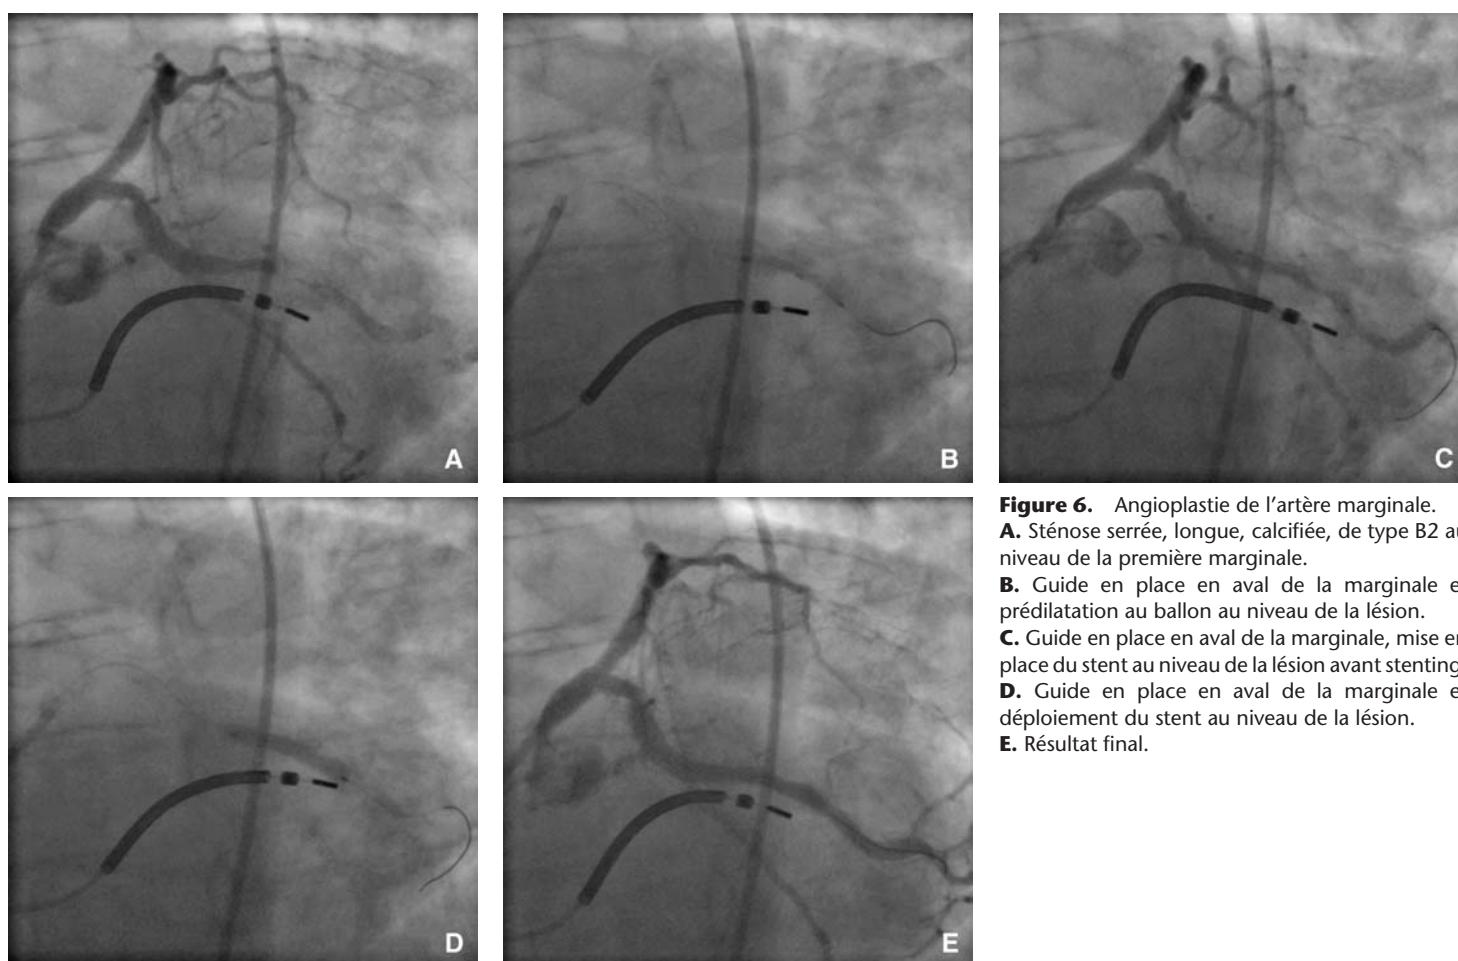 A
B
C
D
E
Figure 6. Angioplastie de l'artère marginale.
A. Sténose serrée, longue, calcifiée, de type B2 au
niveau de la première marginale.
B. Guide en place en aval de la marginale e
prédilatation au ballon au niveau de la lésion.
C. Guide en place en aval de la marginale, mise en
place du stent au niveau de la lésion avant stenting
D. Guide en place en aval de la marginale e
déploiement du stent au niveau de la lésion.
E. Résultat final.